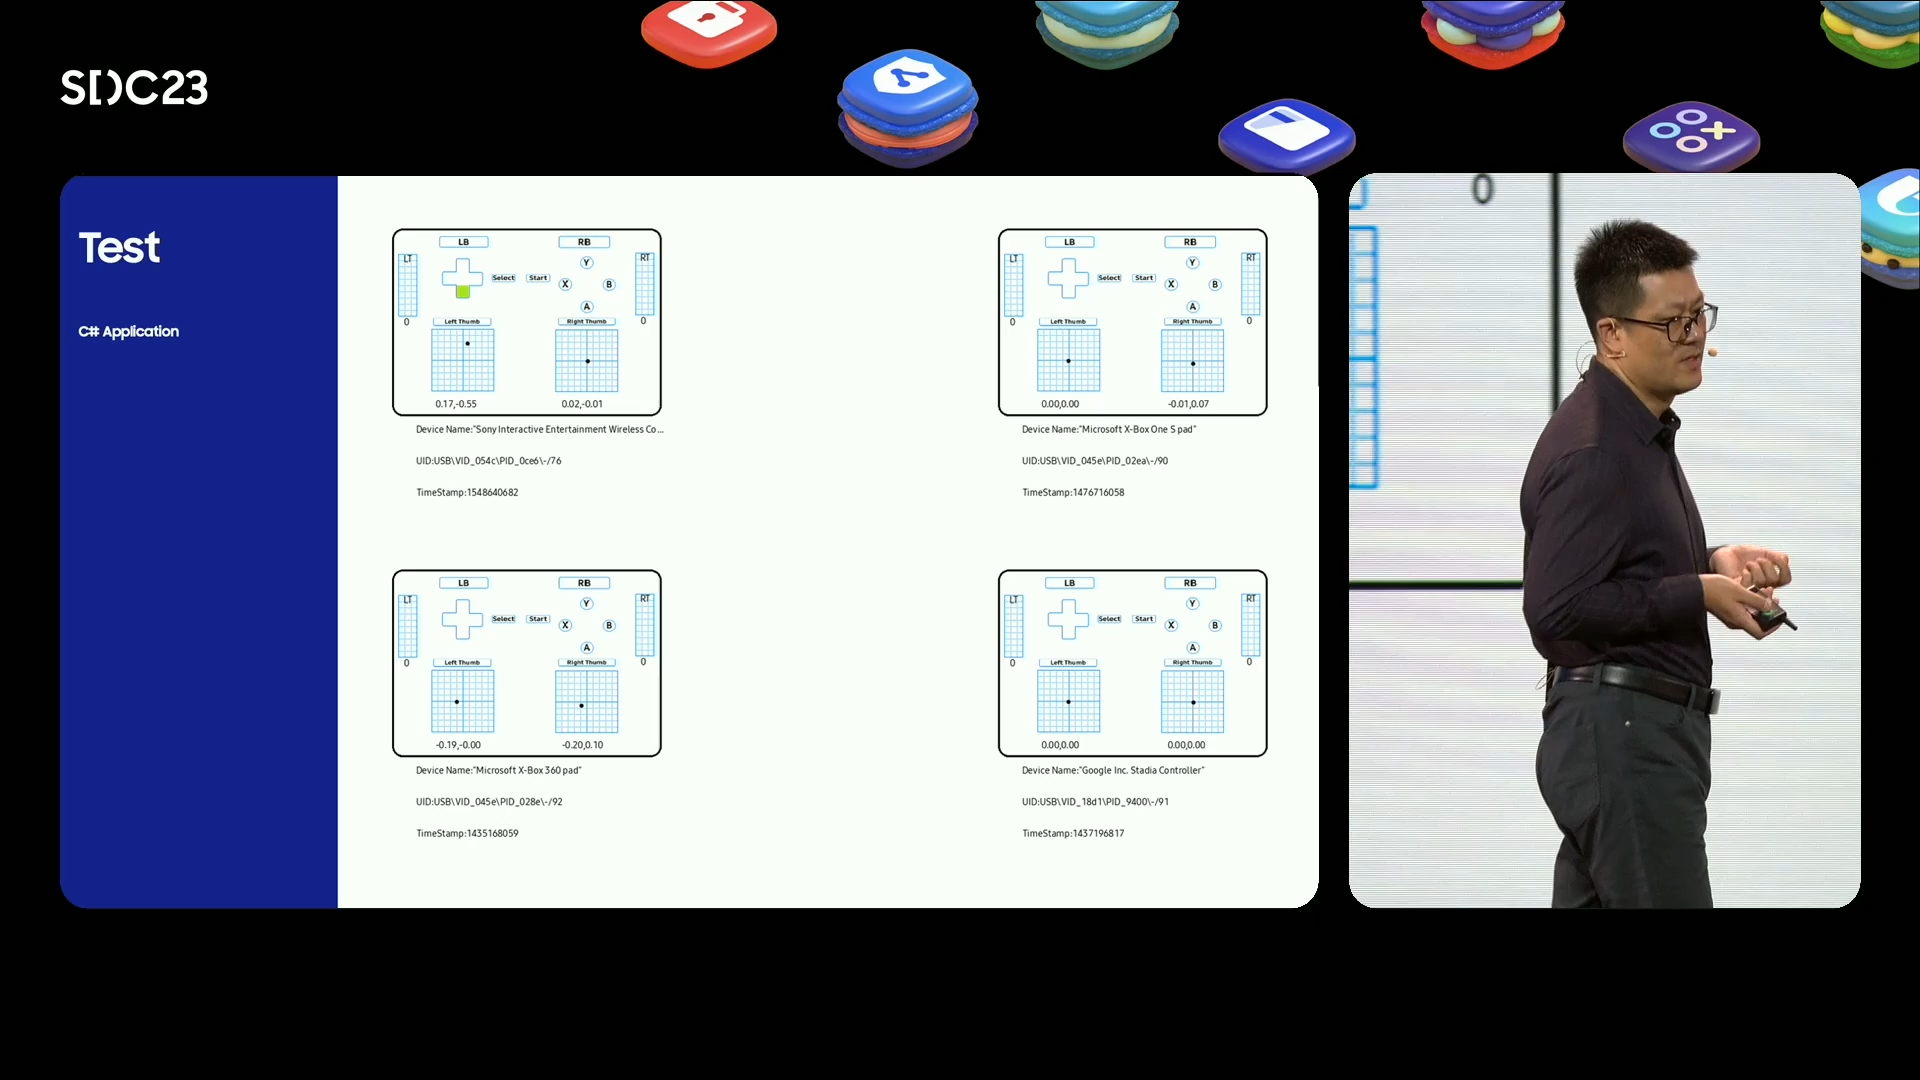 SDC23
Test
C# Application
LB
RB
LT
RT
Y
Select
Start
X
B
A
0
Left Thumb
Right Thumb
0
0.17,-0.55
0.02,-0.01
Device Name:"Sony Interactive Entertainment Wireless Co...
UID:USB\VID_054c\PID_0ce6\-/76
TimeStamp:1548640682
LB
RB
LT
RT
Y
Select
Start
X
B
A
0
Left Thumb
Right Thumb
0
0.00,0.00
-0.01,0.07
Device Name:"Microsoft X-Box One S pad"
UID:USB\VID_045e\PID_02ea\-/90
TimeStamp:1476716058
LB
RB
LT
RT
Y
Select
Start
X
B
A
0
Left Thumb
Right Thumb
0
-0.19,-0.00
-0.20,0.10
Device Name:"Microsoft X-Box 360 pad"
UID:USB\VID_045e\PID_028e\-/92
TimeStamp:1435168059
LB
RB
LT
RT
Y
Select
Start
X
B
A
0
Left Thumb
Right Thumb
0
0.00,0.00
0.00,0.00
Device Name:"Google Inc. Stadia Controller"
UID:USB\VID_18d1\PID_9400\-/91
TimeStamp:1437196817
0